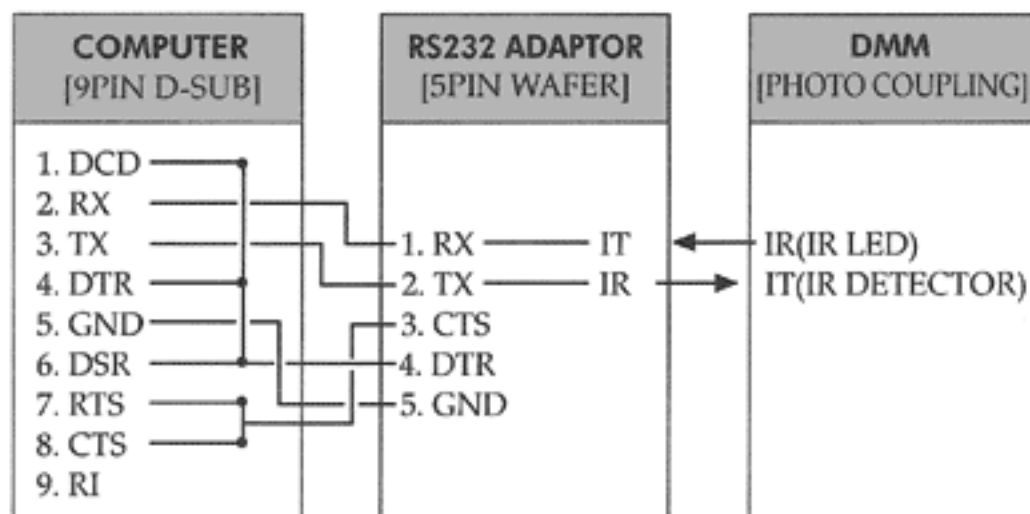 COMPUTER
[9PIN D-SUB]
1. DCD
2. RX
3. TX
4. DTR
5. GND
6. DSR
7. RTS
8. CTS
9. RI
RS232 ADAPTOR
[5PIN WAFER]
1. RX IT
2. TX IR
3. CTS
4. DTR
5. GND
DMM
[PHOTO COUPLING]
IR(IR LED)
IT(IR DETECTOR)